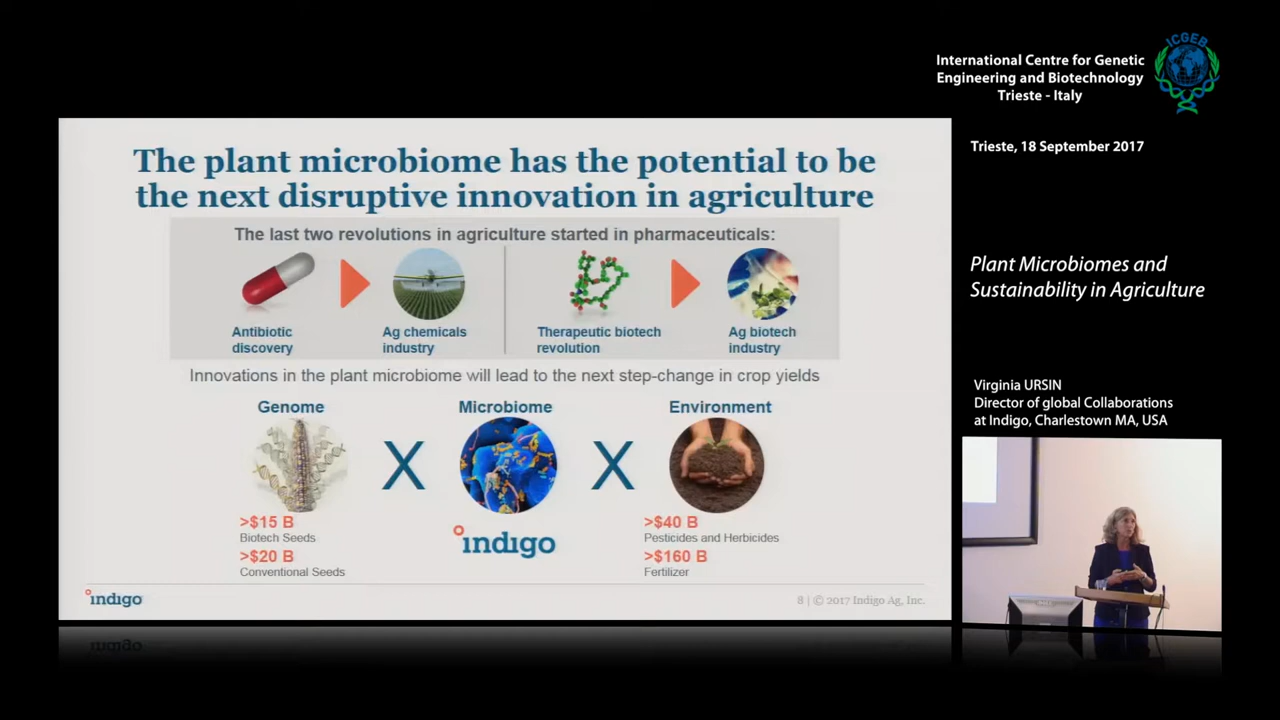 ICGEB
International Centre for Genetic
Engineering and Biotechnology
Trieste - Italy
Trieste, 18 September 2017
Plant Microbiomes and
Sustainability in Agriculture
Virginia URSIN
Director of global Collaborations
at Indigo, Charlestown MA, USA
The plant microbiome has the potential to be
the next disruptive innovation in agriculture
The last two revolutions in agriculture started in pharmaceuticals:
Antibiotic
discovery
Ag chemicals
industry
Therapeutic biotech
revolution
Ag biotech
industry
Innovations in the plant microbiome will lead to the next step-change in crop yields
Genome
Microbiome
Environment
X
X
>$15 B
Biotech Seeds
>$20 B
Conventional Seeds
indigo
>$40 B
Pesticides and Herbicides
>$160 B
Fertilizer
indigo
8 | © 2017 Indigo Ag, Inc.